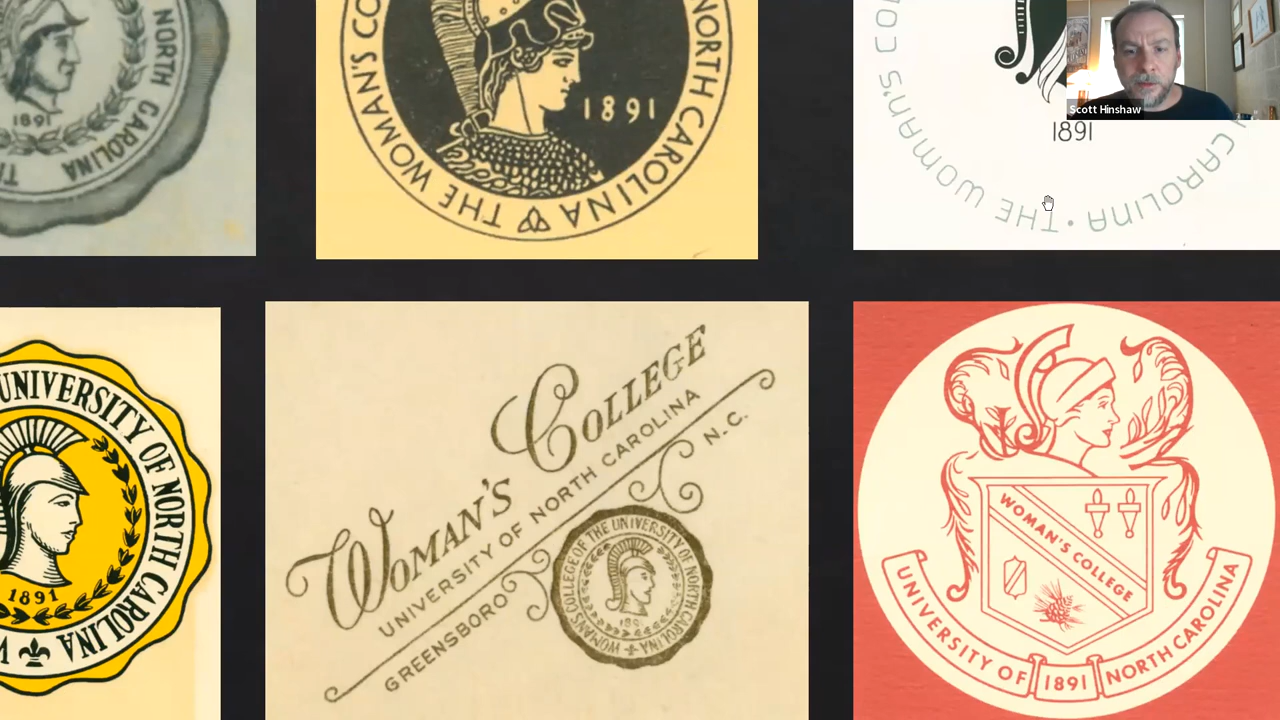 NORTH CAROLINA
1891
THE WOMAN'S CO
NORTH CAROLINA
1891
WOMAN'S CO
CAROLINA • THE
1891
Scott Hinshaw
UNIVERSITY OF NORTH CAROLINA
1891
WOMAN'S COLLEGE
UNIVERSITY OF NORTH CAROLINA
GREENSBORO N.C.
WOMAN'S COLLEGE OF THE UNIVERSITY OF NORTH CAROLINA
WOMAN'S COLLEGE
UNIVERSITY OF 1891 NORTH CAROLINA